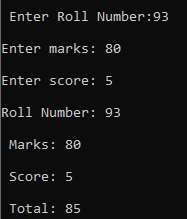 Enter Roll Number:93
Enter marks: 80
Enter score: 5
Roll Number: 93
Marks: 80
Score: 5
Total: 85